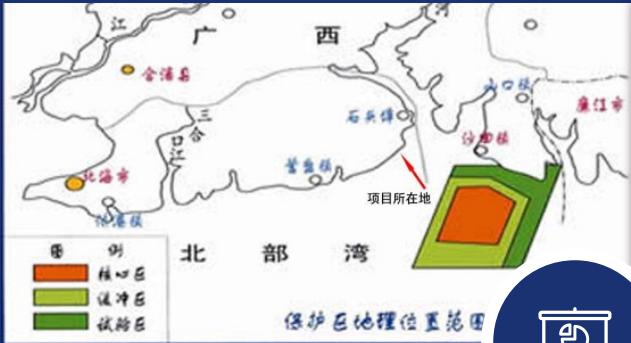 江
河
广 西
合浦县
山口镇
廉江市
石头埠
三
合
口
江
沙田镇
营盘镇
北海市
项目所在地
侨港镇
图 例
北 部 湾
核心区
缓冲区
试验区
保护区地理位置范围